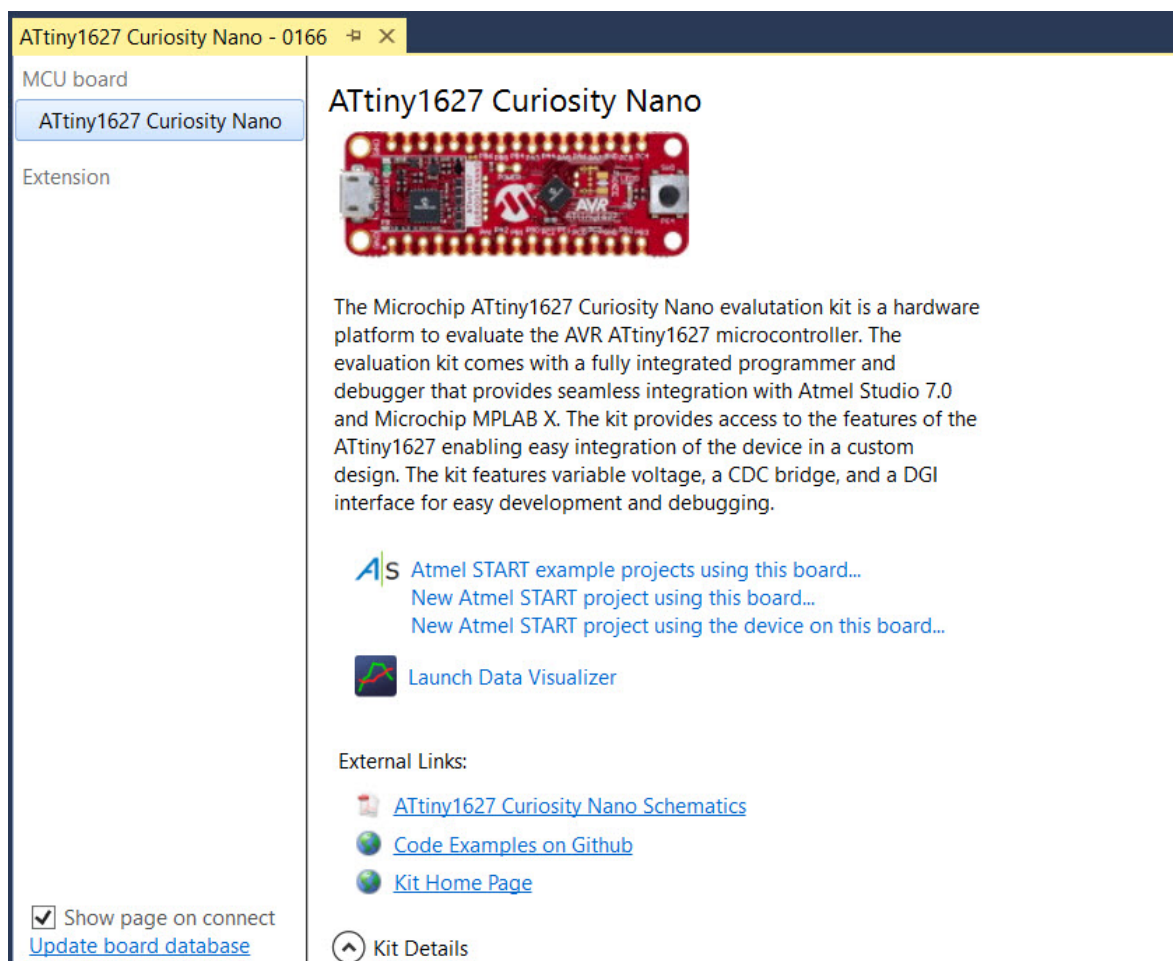 ATtiny1627 Curiosity Nano - 0166
MCU board
ATtiny1627 Curiosity Nano
Extension
Show page on connect
Update board database
ATtiny1627 Curiosity Nano
AVR
The Microchip ATtiny1627 Curiosity Nano evalutation kit is a hardware
platform to evaluate the AVR ATtiny1627 microcontroller. The
evaluation kit comes with a fully integrated programmer and
debugger that provides seamless integration with Atmel Studio 7.0
and Microchip MPLAB X. The kit provides access to the features of the
ATtiny1627 enabling easy integration of the device in a custom
design. The kit features variable voltage, a CDC bridge, and a DGI
interface for easy development and debugging.
AS Atmel START example projects using this board...
New Atmel START project using this board...
New Atmel START project using the device on this board...
Launch Data Visualizer
External Links:
ATtiny1627 Curiosity Nano Schematics
Code Examples on Github
Kit Home Page
Kit Details